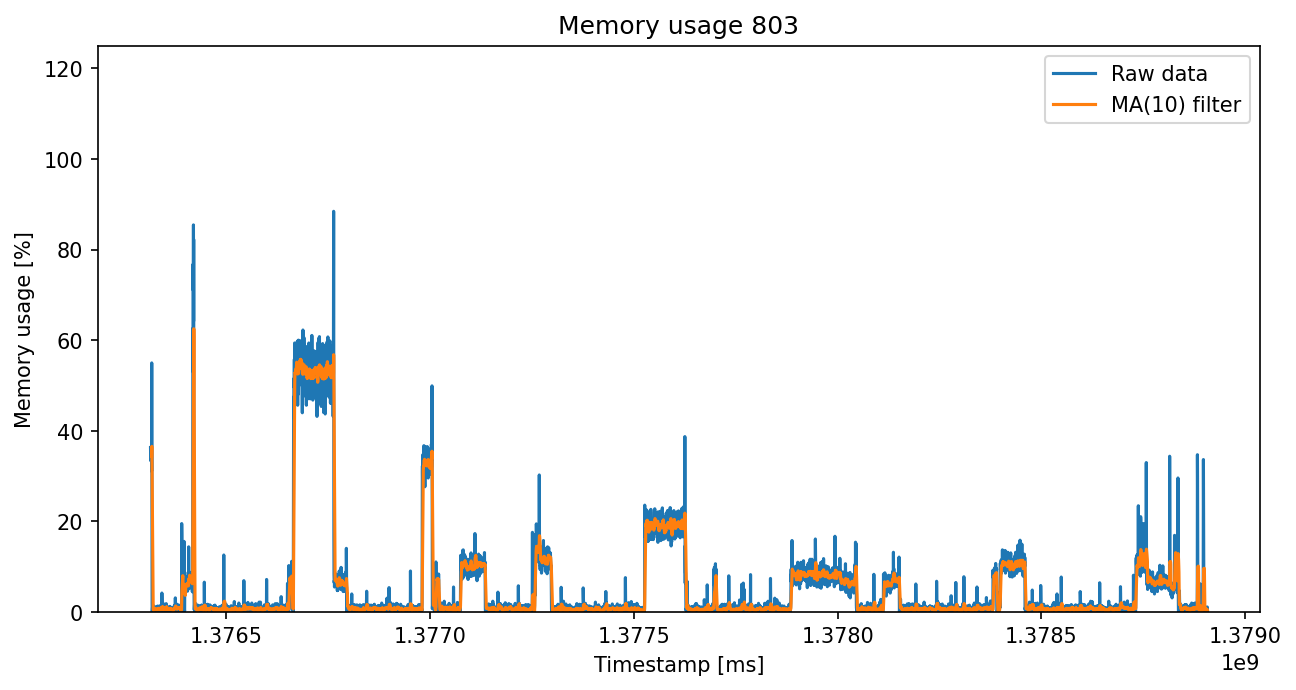 Memory usage 803
Raw data
MA(10) filter
Memory usage [%]
120
100
80
60
40
20
0
1.3765 1.3770 1.3775 1.3780 1.3785 1.3790
1e9
Timestamp [ms]